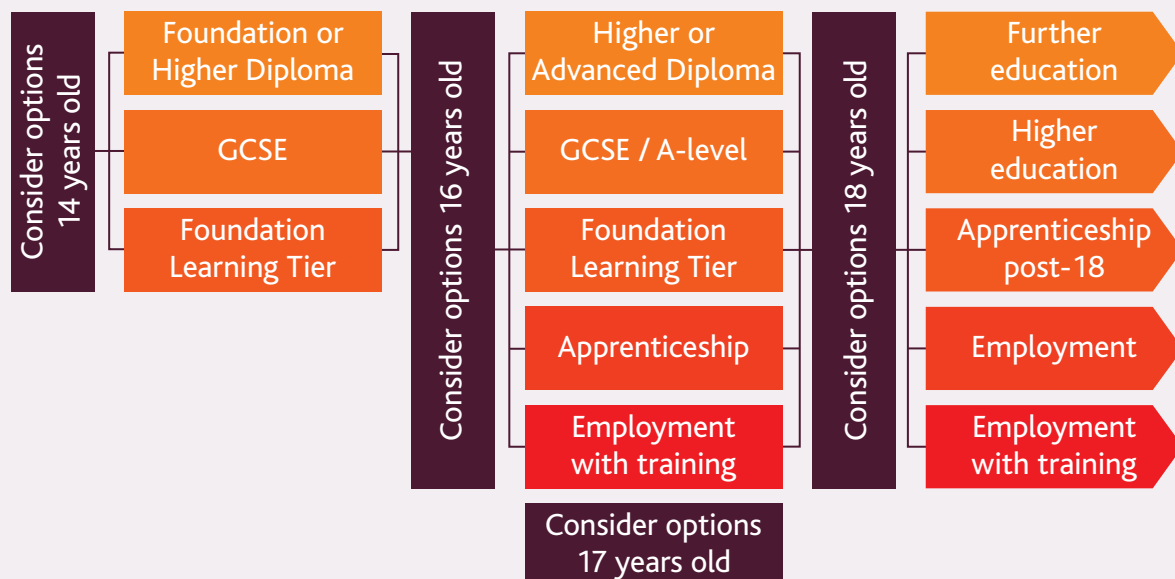 Consider options
14 years old
Foundation or
Higher Diploma
GCSE
Foundation
Learning Tier
Consider options 16 years old
Higher or
Advanced Diploma
GCSE / A-level
Foundation
Learning Tier
Apprenticeship
Employment
with training
Consider options
17 years old
Consider options 18 years old
Further
education
Higher
education
Apprenticeship
post-18
Employment
Employment
with training